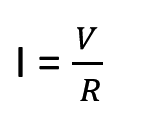 I = V/R